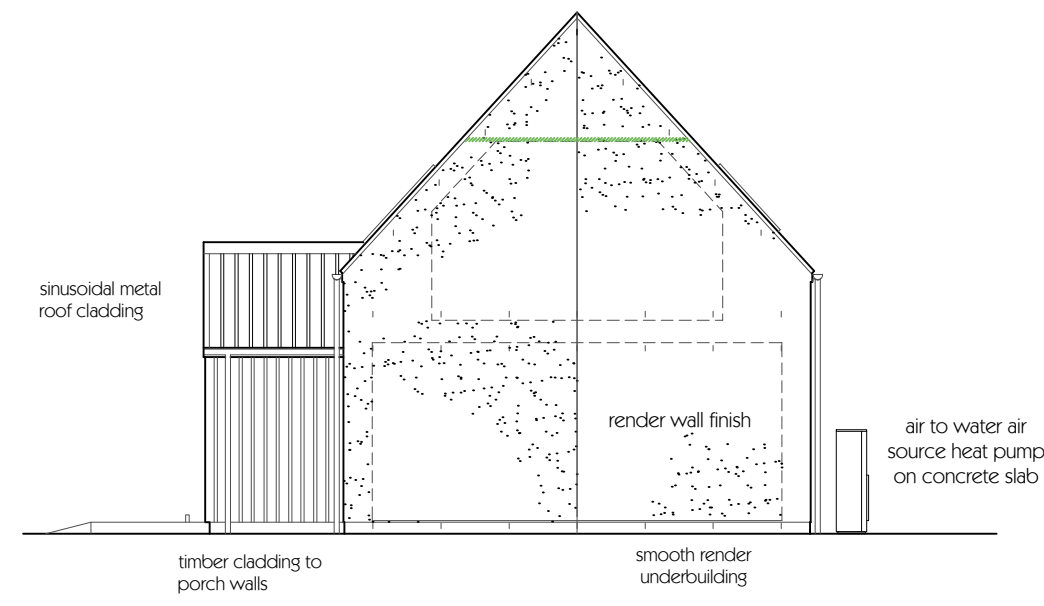 sinusoidal metal
roof cladding
render wall finish
air to water air
source heat pump
on concrete slab
timber cladding to
porch walls
smooth render
underbuilding